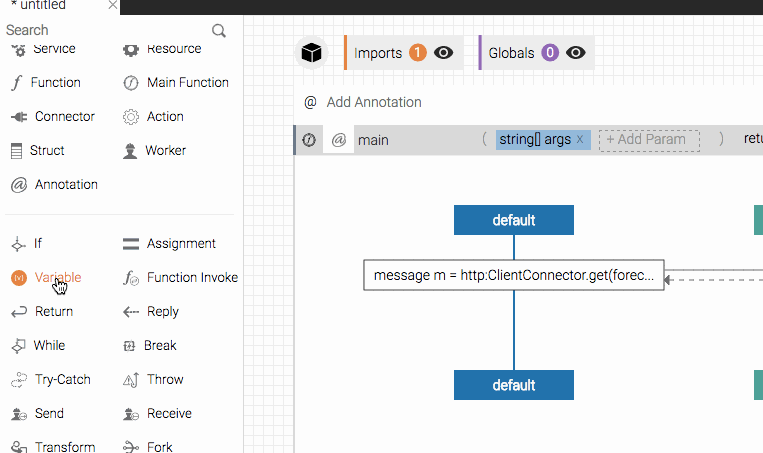 * untitled
Search
Service Resource
Function Main Function
Connector Action
Struct Worker
Annotation
If Assignment
Variable Function Invoke
Return Reply
While Break
Try-Catch Throw
Send Receive
Transform Fork
Imports 1 Globals 0
@ Add Annotation
@ main ( string[] args x + Add Param )
default
message m = http:ClientConnector.get(forec...
default